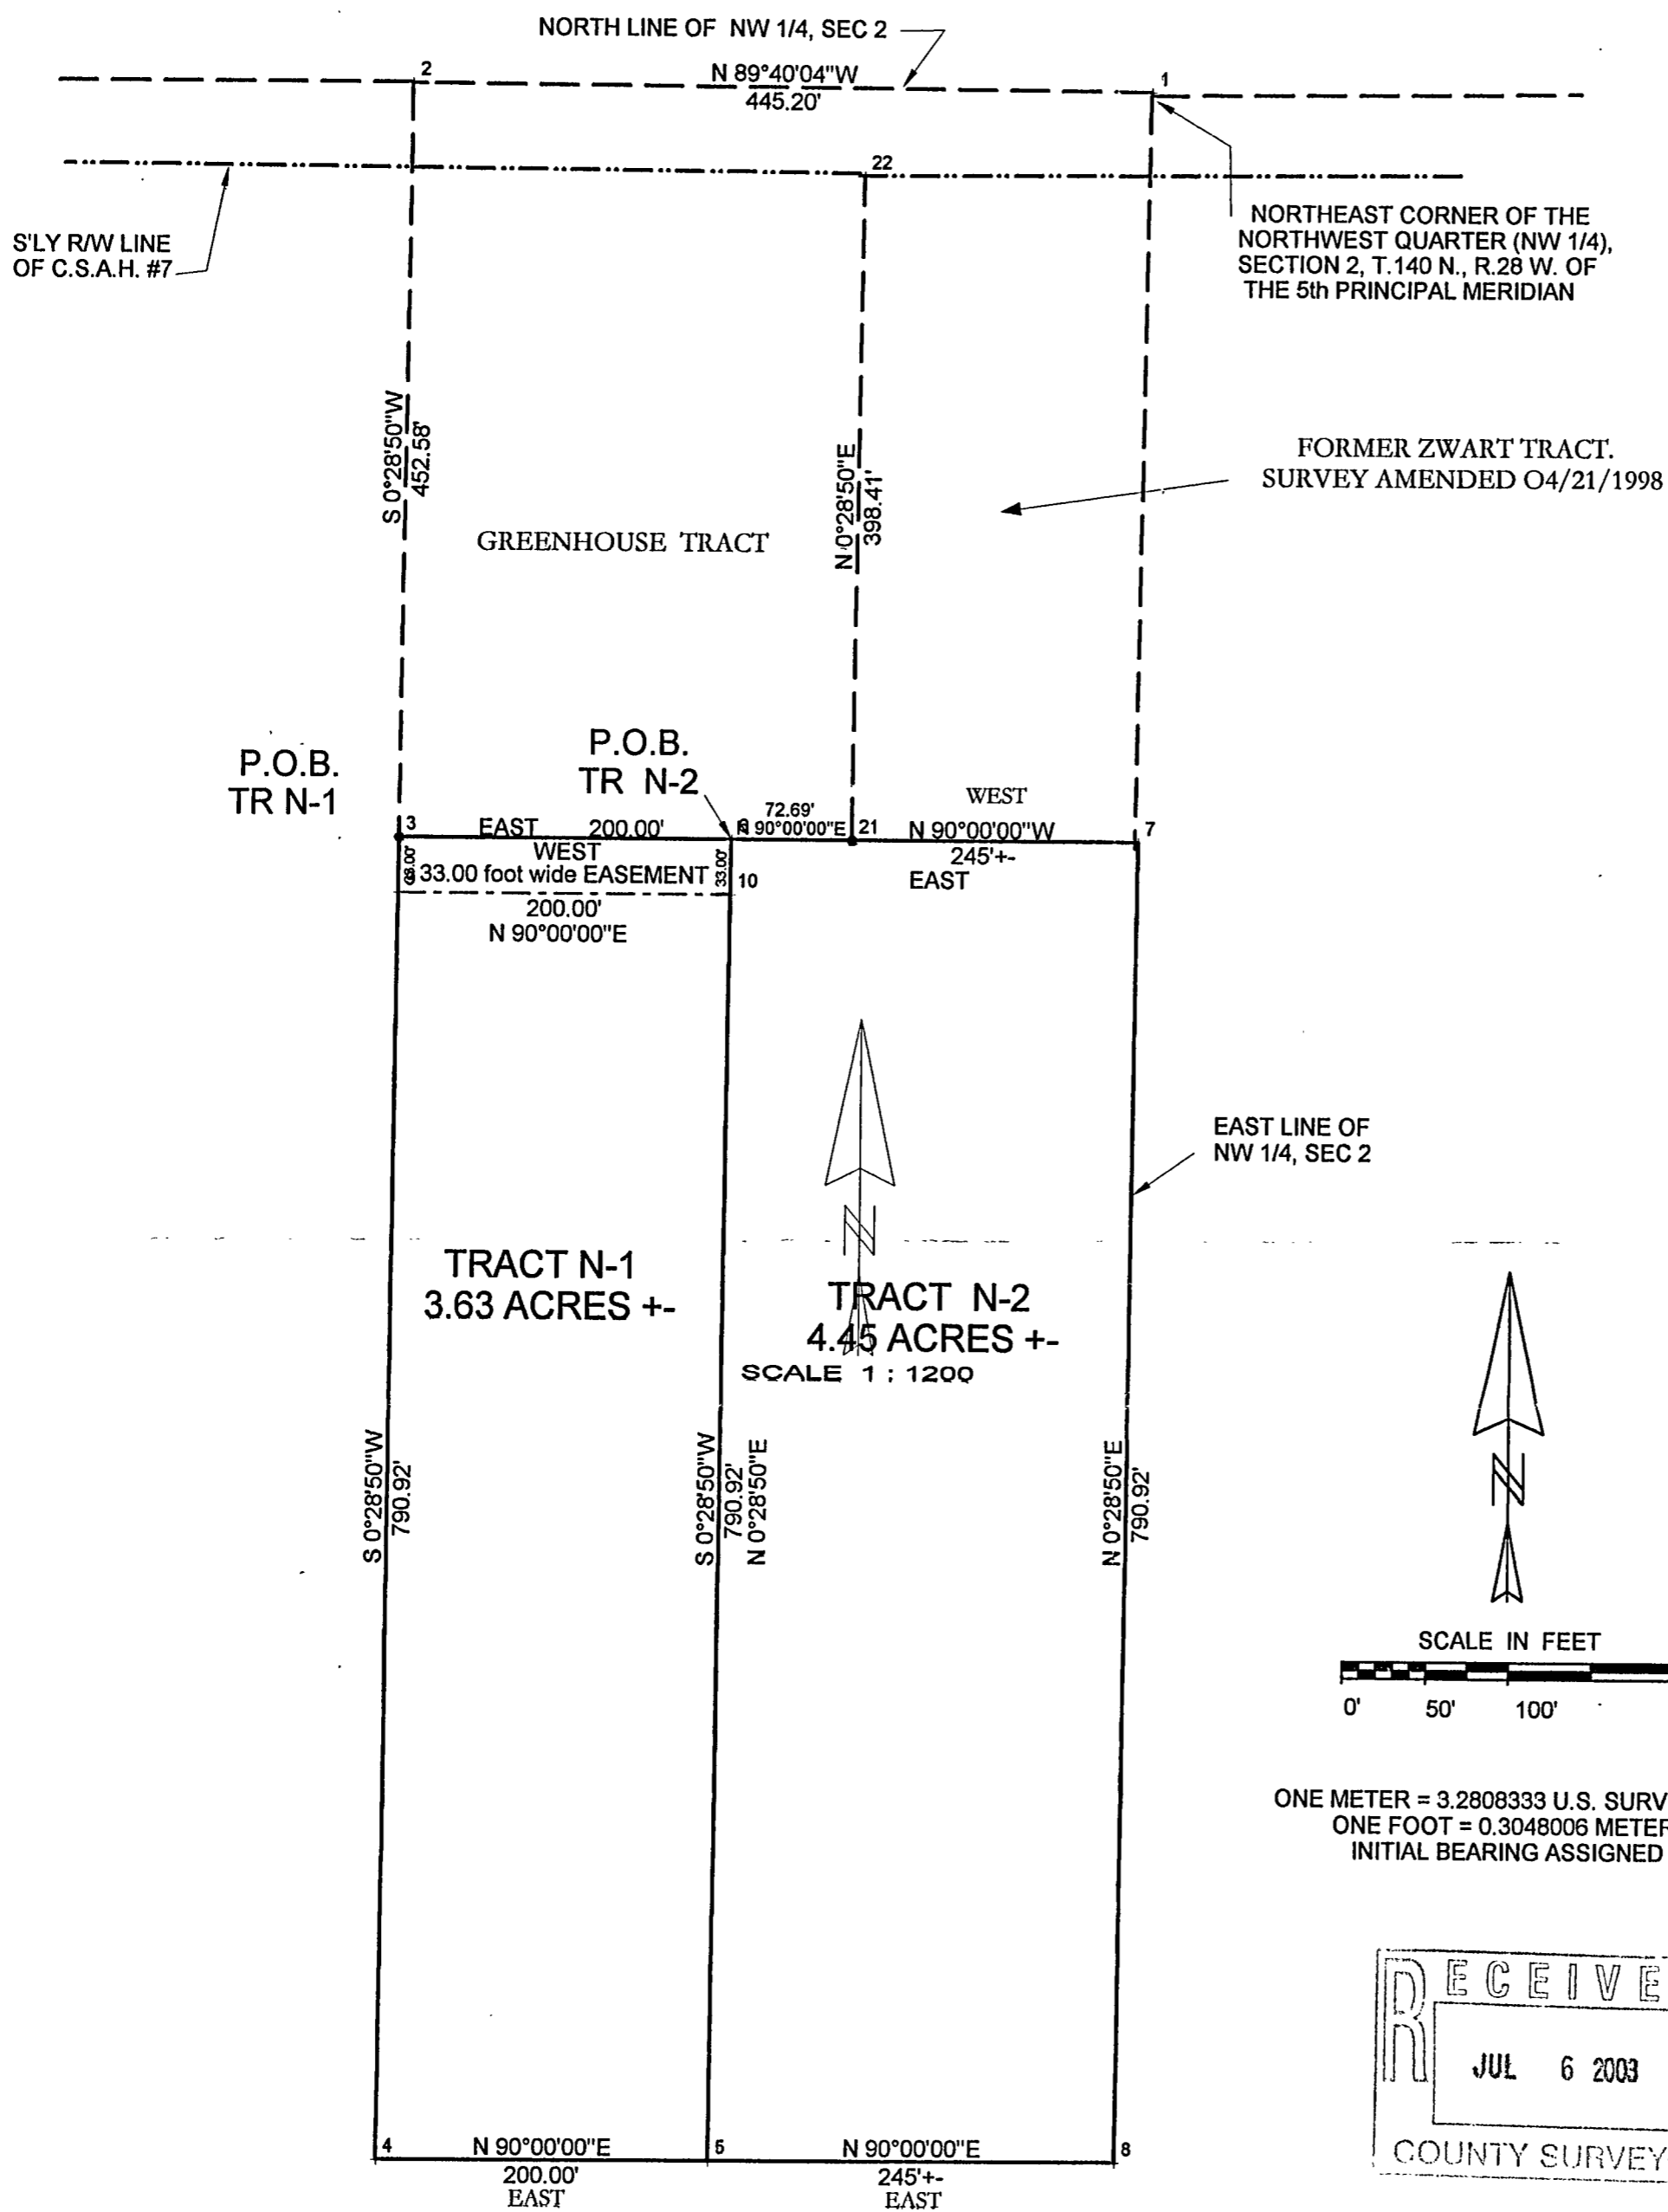 NORTH LINE OF NW 1/4, SEC 2
2
N 89°40'04"W
445.20'
1
22
S'LY R/W LINE
OF C.S.A.H. #7
NORTHEAST CORNER OF THE
NORTHWEST QUARTER (NW 1/4),
SECTION 2, T.140 N., R.28 W. OF
THE 5th PRINCIPAL MERIDIAN
S 0°28'50"W
452.58'
N 0°28'50"E
398.41'
FORMER ZWART TRACT.
SURVEY AMENDED O4/21/1998
GREENHOUSE TRACT
P.O.B.
TR N-1
P.O.B.
TR N-2
3
EAST 200.00'
72.69'
N 90°00'00"E
21
WEST
N 90°00'00"W
7
245'+-
EAST
WEST
33.00 foot wide EASEMENT
33.00'
33.00'
10
200.00'
N 90°00'00"E
EAST LINE OF
NW 1/4, SEC 2
N
TRACT N-1
3.63 ACRES +-
TRACT N-2
4.45 ACRES +-
SCALE 1 : 1200
S 0°28'50"W
790.92'
S 0°28'50"W
790.92'
N 0°28'50"E
N 0°28'50"E
790.92'
N
SCALE IN FEET
0' 50' 100'
ONE METER = 3.2808333 U.S. SURV
ONE FOOT = 0.3048006 METER
INITIAL BEARING ASSIGNED
RECEIVE
JUL 6 2003
COUNTY SURVEY
4
N 90°00'00"E
200.00'
EAST
5
N 90°00'00"E
245'+-
EAST
8